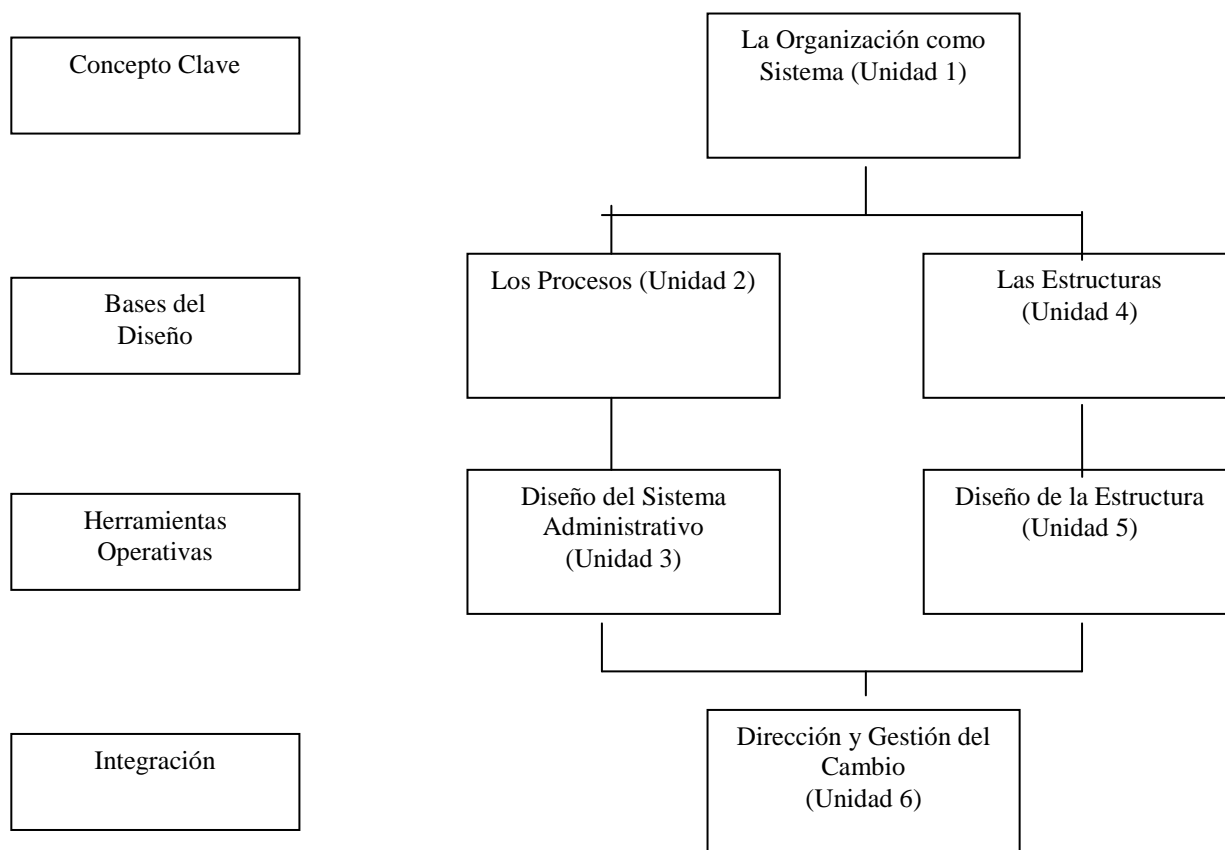 Concepto Clave
La Organización como
Sistema (Unidad 1)
Bases del
Diseño
Los Procesos (Unidad 2)
Las Estructuras
(Unidad 4)
Herramientas
Operativas
Diseño del Sistema
Administrativo
(Unidad 3)
Diseño de la Estructura
(Unidad 5)
Integración
Dirección y Gestión del
Cambio
(Unidad 6)